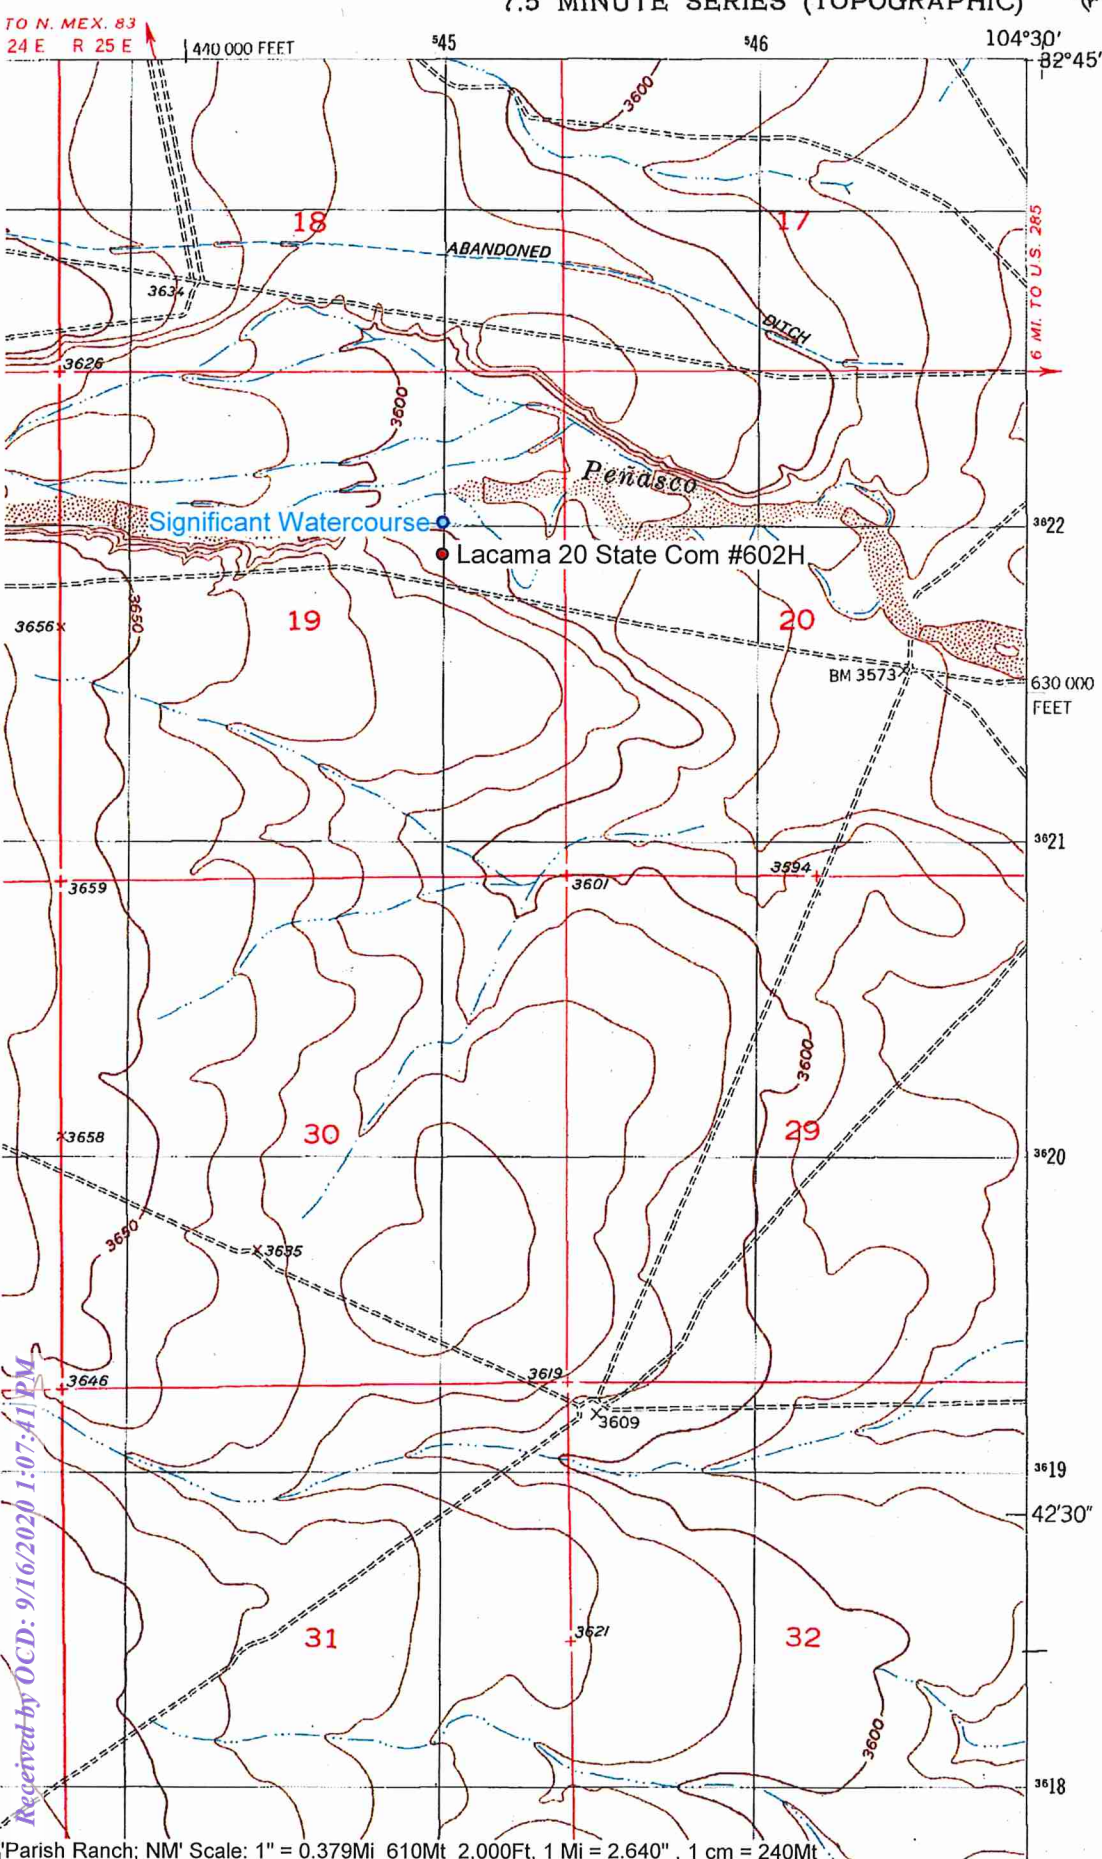 7.5 MINUTE SERIES (TOPOGRAPHIC)
TO N. MEX. 83
24 E R 25 E
440 000 FEET
545
546
104°30'
32°45'
3600
18
17
ABANDONED
6 MI. TO U.S. 285
3634
DITCH
3626
3600
Peñasco
Significant Watercourse
3622
Lacama 20 State Com #602H
3650
3656
19
20
BM 3573
630 000
FEET
3621
3594
3659
3601
3600
3658
30
29
3620
3650
3635
3646
3619
3609
3619
42'30"
31
3621
32
3600
3618
Received by OCD: 9/16/2020 1:07:41 PM
'Parish Ranch; NM' Scale: 1" = 0.379Mi 610Mt 2,000Ft, 1 Mi = 2.640" , 1 cm = 240Mt